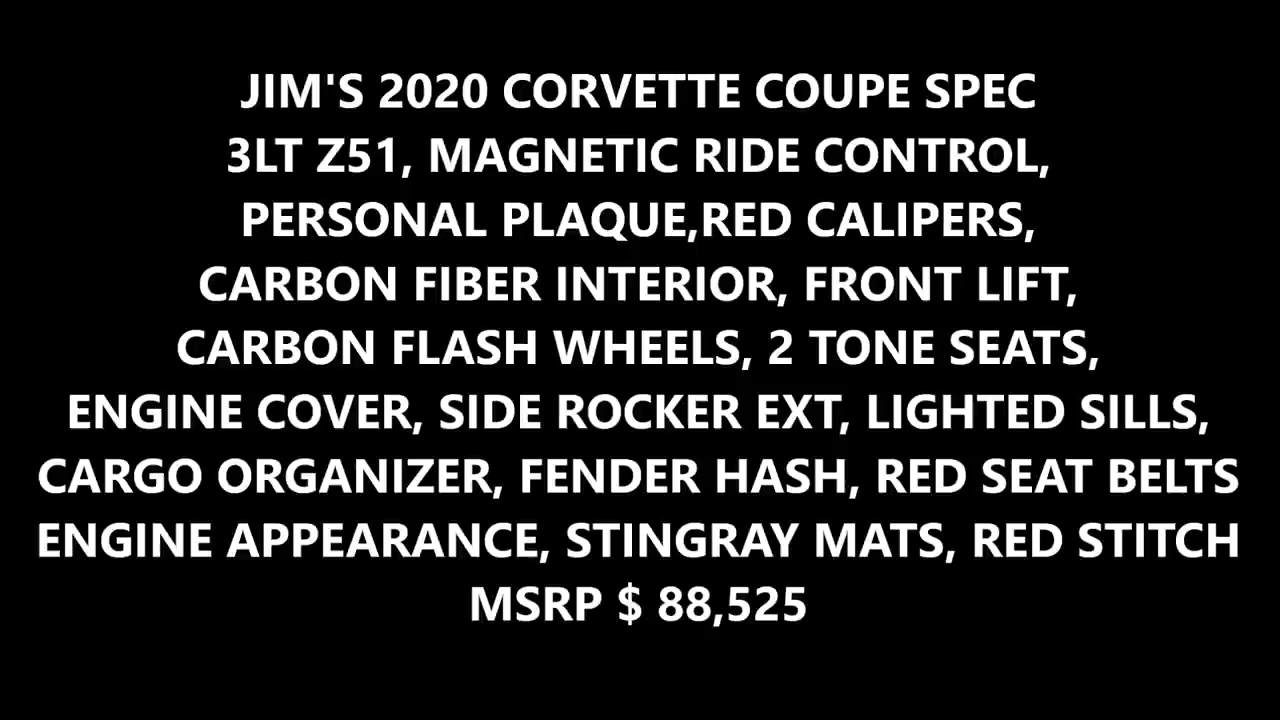 JIM'S 2020 CORVETTE COUPE SPEC
3LT Z51, MAGNETIC RIDE CONTROL,
PERSONAL PLAQUE,RED CALIPERS,
CARBON FIBER INTERIOR, FRONT LIFT,
CARBON FLASH WHEELS, 2 TONE SEATS,
ENGINE COVER, SIDE ROCKER EXT, LIGHTED SILLS,
CARGO ORGANIZER, FENDER HASH, RED SEAT BELTS
ENGINE APPEARANCE, STINGRAY MATS, RED STITCH
MSRP $ 88,525